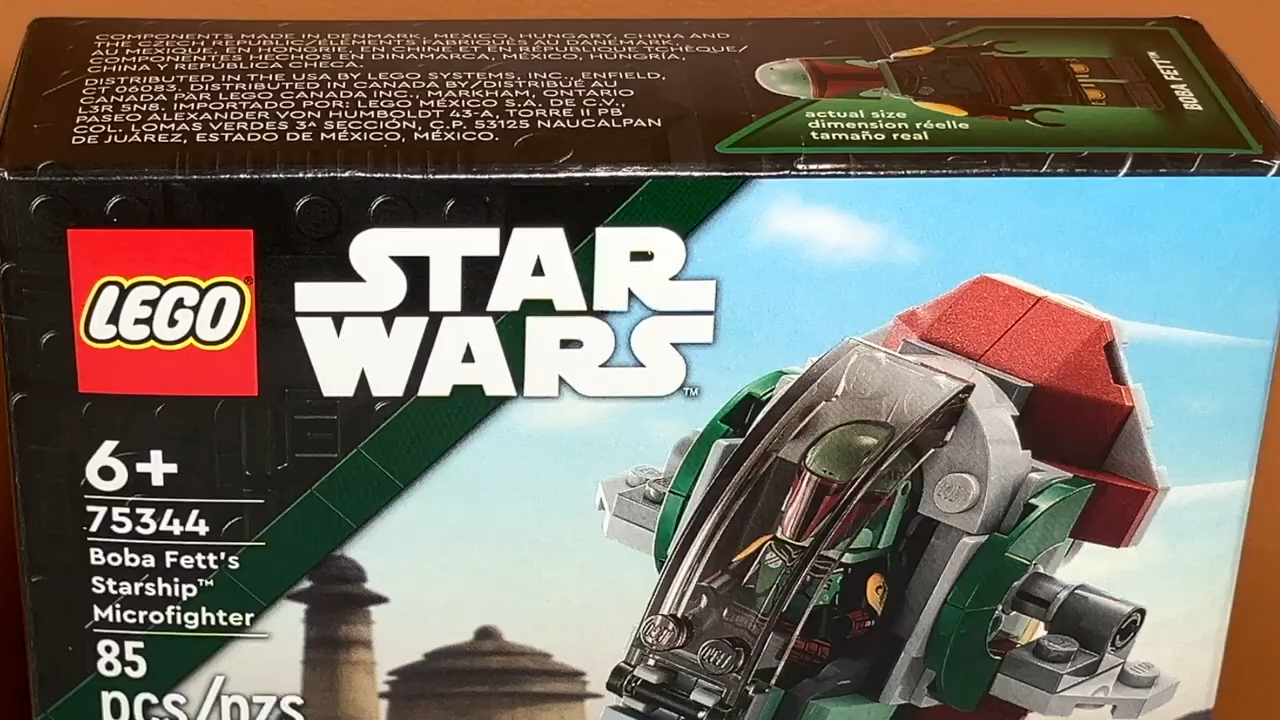 COMPONENTS MADE IN DENMARK, MEXICO, HUNGARY, CHINA AND
THE CZECH REPUBLIC/ÉLÉMENTS FABRIQUÉS AU DANEMARK,
AU MEXIQUE, EN HONGRIE, EN CHINE ET EN RÉPUBLIQUE TCHÈQUE/
COMPONENTES HECHOS EN DINAMARCA, MÉXICO, HUNGRÍA,
CHINA Y REPÚBLICA CHECA.
DISTRIBUTED IN THE USA BY LEGO SYSTEMS, INC., ENFIELD,
CT 06083. DISTRIBUTED IN CANADA BY/DISTRIBUÉ AU
CANADA PAR LEGO CANADA INC., MARKHAM, ONTARIO
L3R 5N8. IMPORTADO POR: LEGO MÉXICO S.A. DE C.V.,
PASEO ALEXANDER VON HUMBOLDT 43-A, TORRE II PB
COL. LOMAS VERDES 3A SECCIÓN, C.P. 53125 NAUCALPAN
DE JUÁREZ, ESTADO DE MÉXICO, MÉXICO.
actual size
dimension réelle
tamaño real
BOBA FETT™
LEGO®
STAR
WARS™
6+
75344
Boba Fett's
Starship™
Microfighter
85
pcs/pzs